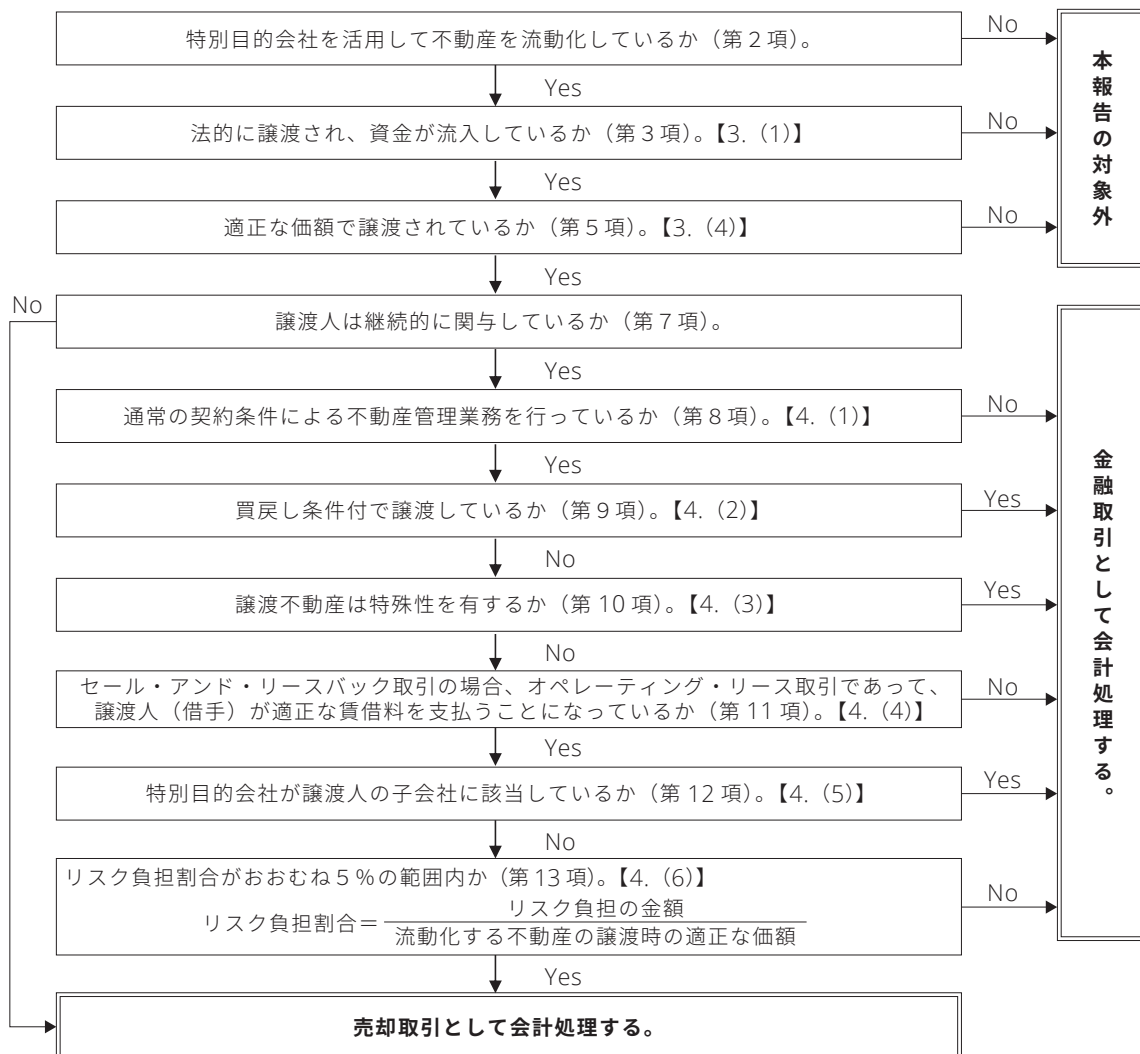 特別目的会社を活用して不動産を流動化しているか（第２項）。
No
Yes
法的に譲渡され、資金が流入しているか（第３項）。【3.（1）】
No
Yes
適正な価額で譲渡されているか（第５項）。【3.（4）】
No
本報告の対象外
Yes
No
譲渡人は継続的に関与しているか（第７項）。
Yes
通常の契約条件による不動産管理業務を行っているか（第８項）。【4.（1）】
No
Yes
買戻し条件付で譲渡しているか（第９項）。【4.（2）】
Yes
No
譲渡不動産は特殊性を有するか（第 10 項）。【4.（3）】
Yes
No
セール・アンド・リースバック取引の場合、オペレーティング・リース取引であって、
譲渡人（借手）が適正な賃借料を支払うことになっているか（第 11 項）。【4.（4）】
No
Yes
特別目的会社が譲渡人の子会社に該当しているか（第 12 項）。【4.（5）】
Yes
No
リスク負担割合がおおむね５％の範囲内か（第 13 項）。【4.（6）】
リスク負担割合＝
リスク負担の金額
流動化する不動産の譲渡時の適正な価額
No
金融取引として会計処理する。
Yes
売却取引として会計処理する。